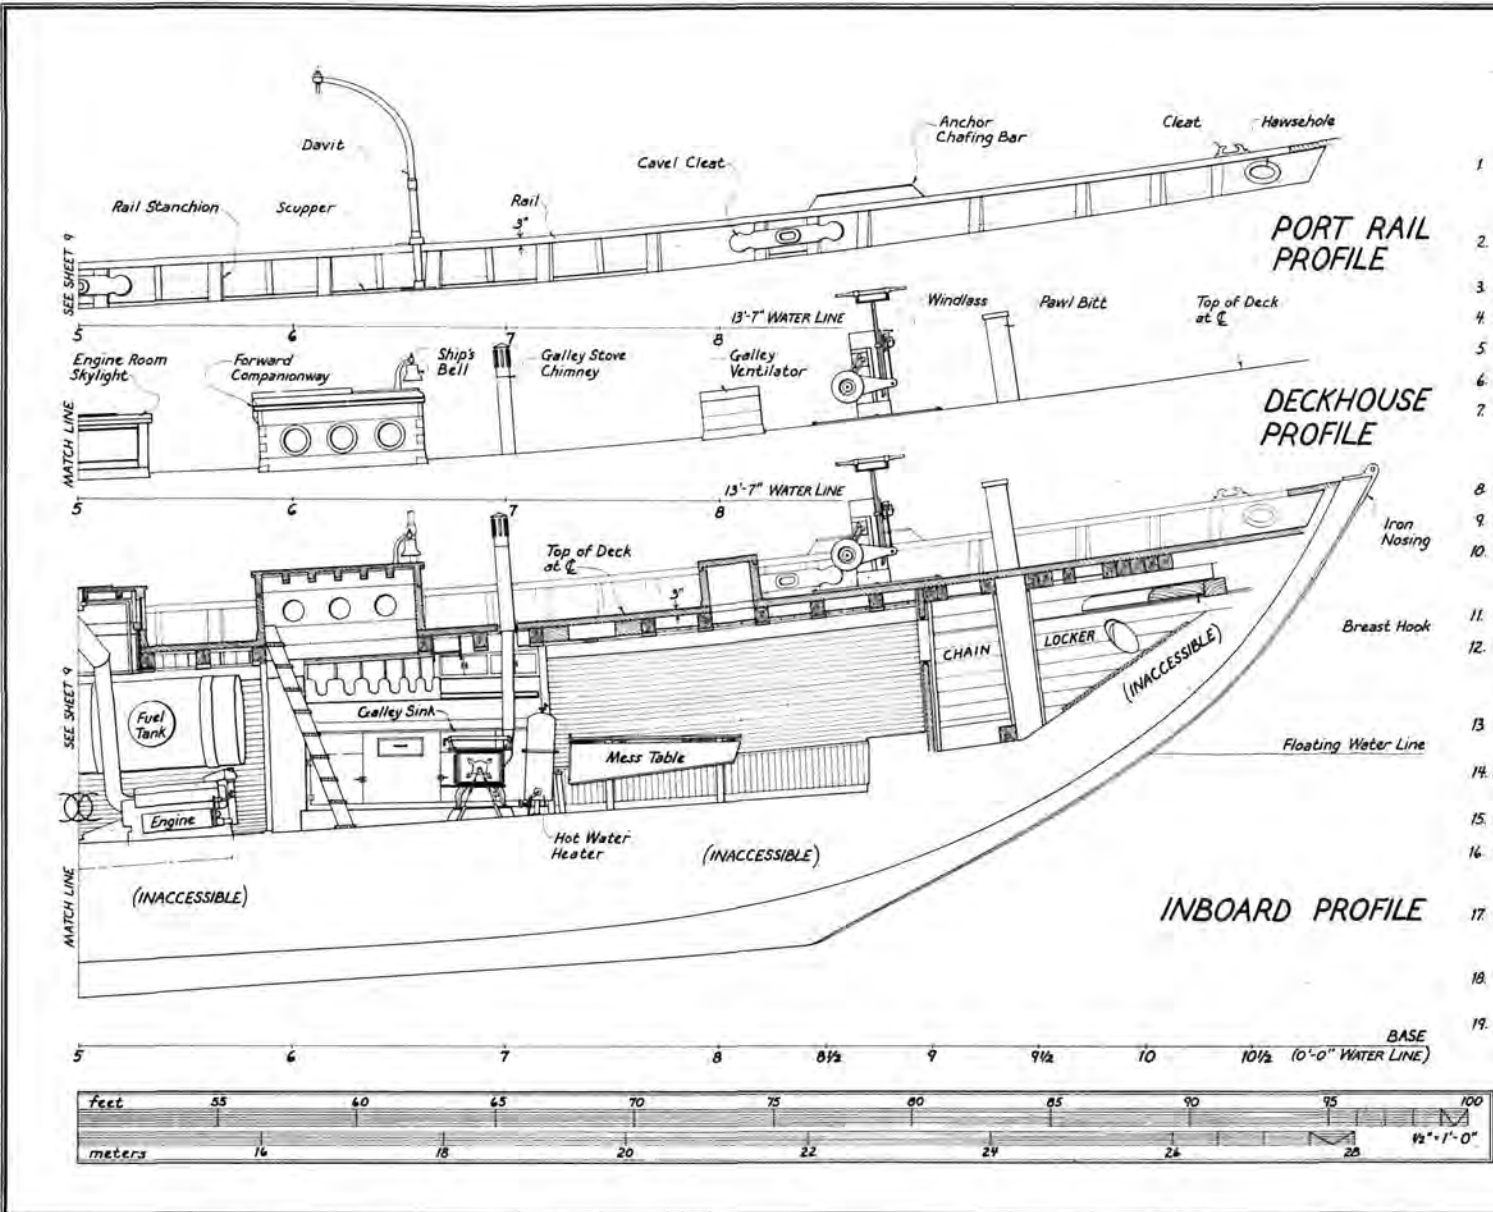 Davit
Anchor
Chafing Bar
Cleat
Hawsehole
Cavel Cleat
Rail Stanchion
Scupper
Rail
3"
SEE SHEET 9
PORT RAIL
PROFILE
1.
2.
3.
4.
5.
6.
7.
8.
9.
10.
11.
12.
13.
14.
15.
16.
17.
18.
19.
13'-7" WATER LINE
5 6 7 8
Windlass
Pawl Bitt
Top of Deck
at ℄
Engine Room
Skylight
Forward
Companionway
Ship's
Bell
Galley Stove
Chimney
Galley
Ventilator
MATCH LINE
DECKHOUSE
PROFILE
13'-7" WATER LINE
5 6 7 8
Top of Deck
at ℄
3"
Iron
Nosing
Breast Hook
CHAIN LOCKER
(INACCESSIBLE)
SEE SHEET 9
Fuel
Tank
Galley Sink
Mess Table
Floating Water Line
Engine
Hot Water
Heater
(INACCESSIBLE)
(INACCESSIBLE)
MATCH LINE
INBOARD PROFILE
BASE
5 6 7 8 8½ 9 9½ 10 10½ (0'-0" WATER LINE)
feet 55 60 65 70 75 80 85 90 95 100
½"=1'-0"
meters 16 18 20 22 24 26 28